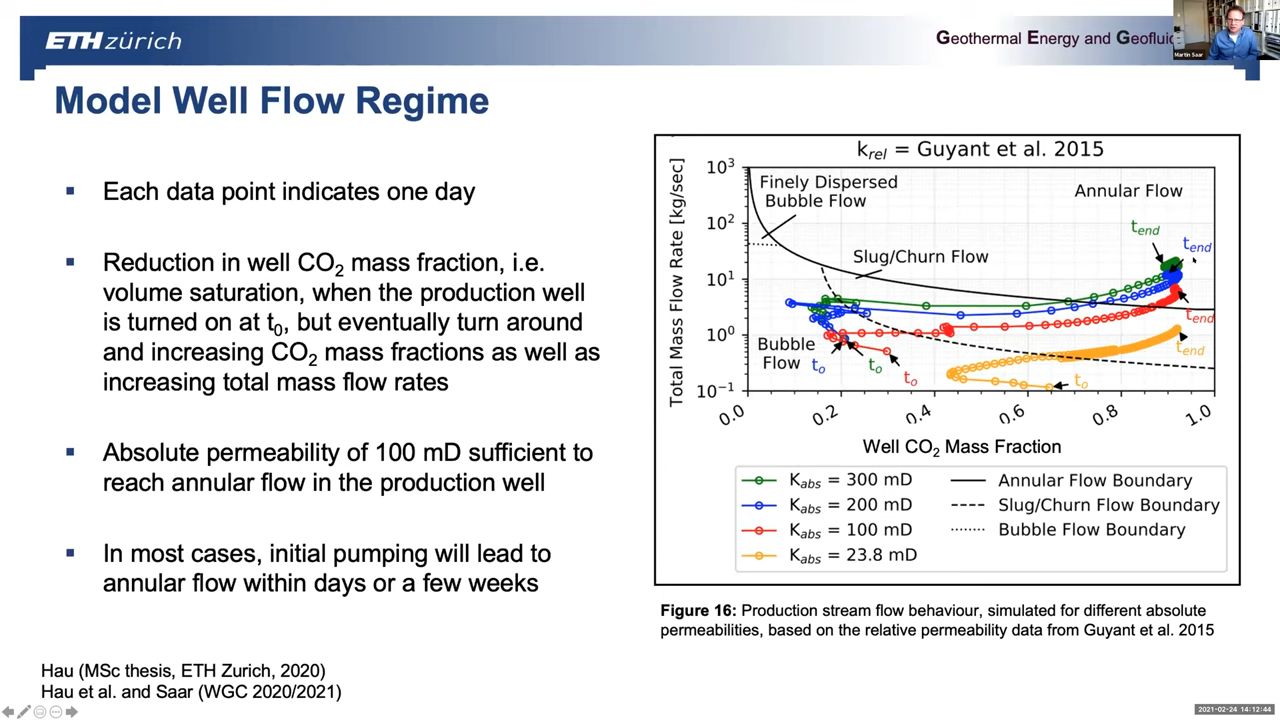 ETH zürich
Geothermal Energy and Geofluid
Martin Saar
Model Well Flow Regime
▪ Each data point indicates one day
▪ Reduction in well CO2 mass fraction, i.e.
volume saturation, when the production well
is turned on at t0, but eventually turn around
and increasing CO2 mass fractions as well as
increasing total mass flow rates
▪ Absolute permeability of 100 mD sufficient to
reach annular flow in the production well
▪ In most cases, initial pumping will lead to
annular flow within days or a few weeks
Hau (MSc thesis, ETH Zurich, 2020)
Hau et al. and Saar (WGC 2020/2021)
krel = Guyant et al. 2015
Total Mass Flow Rate [kg/sec]
10^3
10^2
10^1
10^0
10^-1
Finely Dispersed
Bubble Flow
Annular Flow
Slug/Churn Flow
Bubble
Flow
tend
tend
tend
tend
to
to
to
to
0.0
0.2
0.4
0.6
0.8
1.0
Well CO2 Mass Fraction
Kabs = 300 mD
Kabs = 200 mD
Kabs = 100 mD
Kabs = 23.8 mD
Annular Flow Boundary
Slug/Churn Flow Boundary
Bubble Flow Boundary
Figure 16: Production stream flow behaviour, simulated for different absolute
permeabilities, based on the relative permeability data from Guyant et al. 2015
2021-02-24 14:12:44